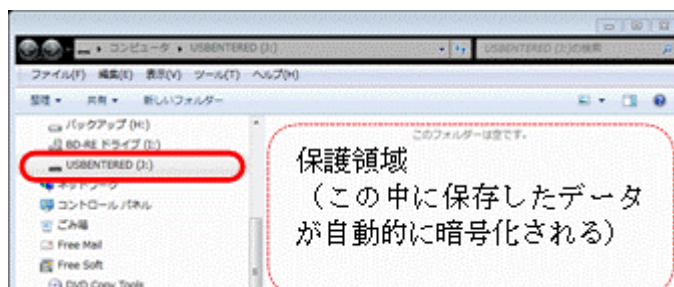 コンピュータ ▸ USBENTERED (J:)
USBENTERED (J:)の検索
ファイル(F) 編集(E) 表示(V) ツール(T) ヘルプ(H)
整理 共有 新しいフォルダー
バックアップ (H:)
BD-RE ドライブ (I:)
USBENTERED (J:)
ネットワーク
コントロール パネル
ごみ箱
Free Mail
Free Soft
DVD Copy Tools
このフォルダーは空です。
保護領域
（この中に保存したデータ
が自動的に暗号化される）